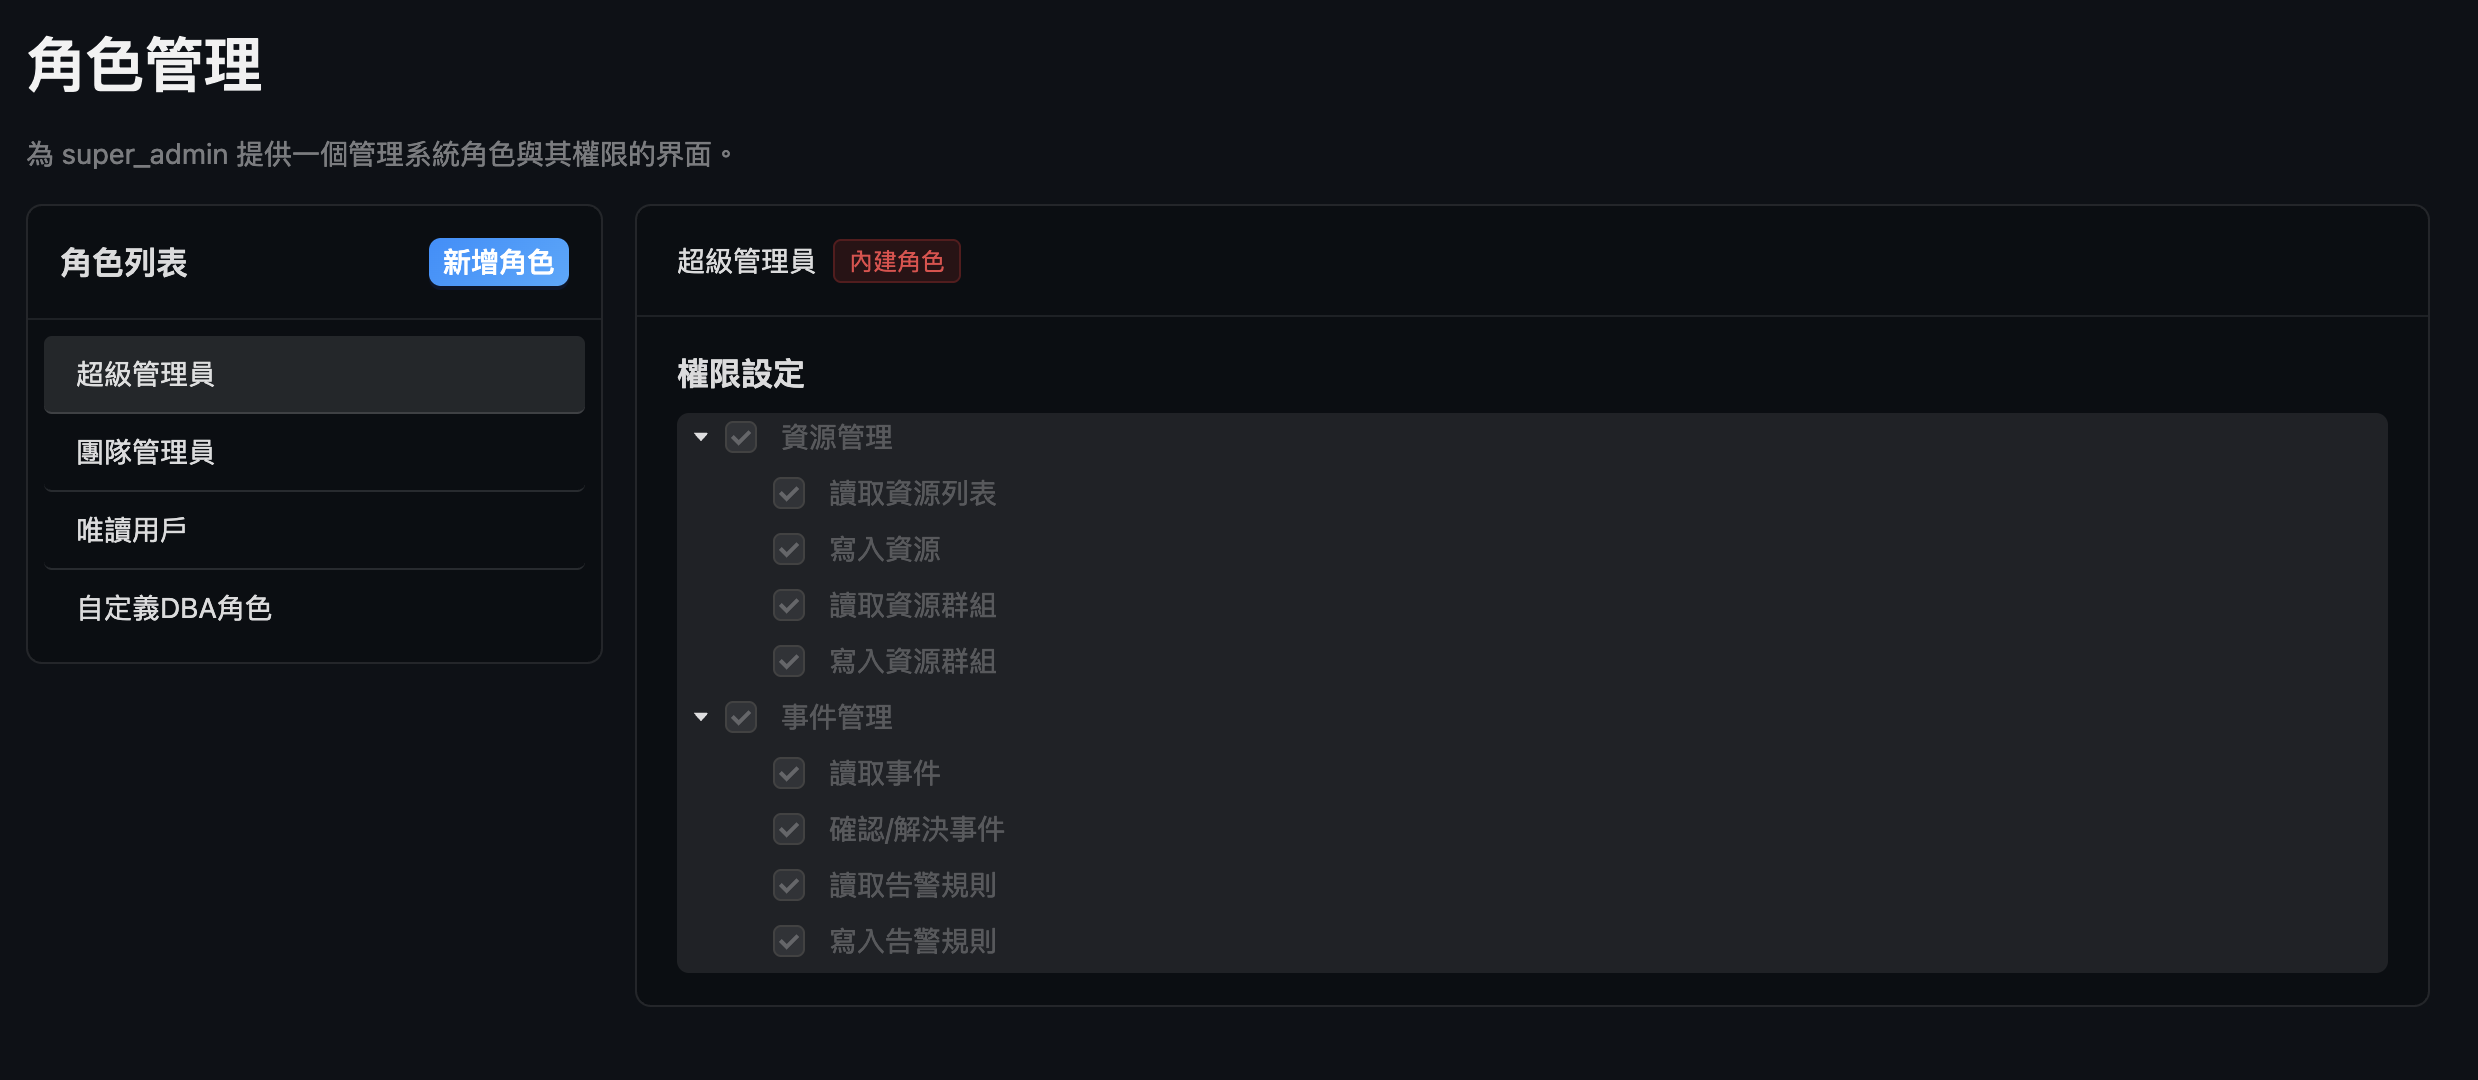 角色管理
為 super_admin 提供一個管理系統角色與其權限的界面。
角色列表
新增角色
超級管理員
團隊管理員
唯讀用戶
自定義DBA角色
超級管理員
內建角色
權限設定
資源管理
讀取資源列表
寫入資源
讀取資源群組
寫入資源群組
事件管理
讀取事件
確認/解決事件
讀取告警規則
寫入告警規則